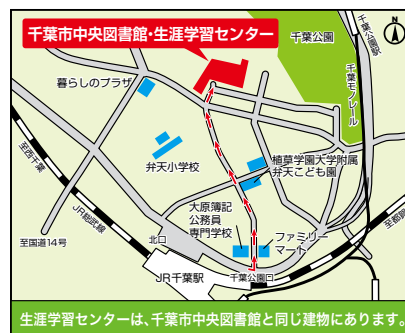 千葉市中央図書館・生涯学習センター
千葉公園
千葉公園駅
千葉モノレール
暮らしのプラザ
弁天小学校
植草学園大学附属
弁天こども園
至西千葉
JR総武線
大原簿記
公務員
専門学校
ファミリー
マート
至都賀
北口
至国道14号
JR千葉駅
千葉公園口
生涯学習センターは、千葉市中央図書館と同じ建物にあります。